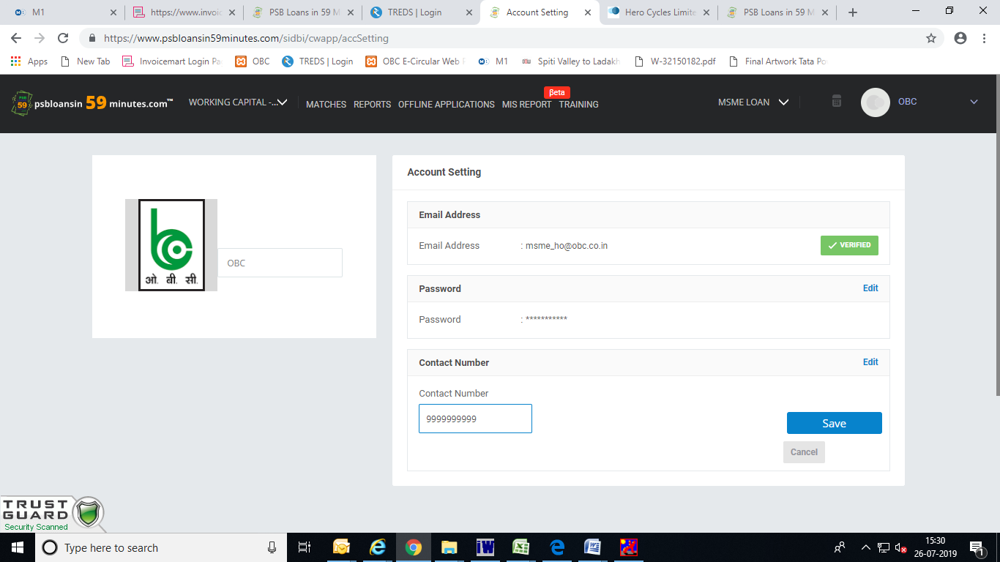 M1
https://www.invoic
PSB Loans in 59 M
TREDS | Login
Account Setting
Hero Cycles Limite
PSB Loans in 59 M
https://www.psbloansin59minutes.com/sidbi/cwapp/accSetting
Apps
New Tab
Invoicemart Login Pa
OBC
TREDS | Login
OBC E-Circular Web P
M1
Spiti Valley to Ladakh
W-32150182.pdf
Final Artwork Tata Po
PSB
59
psbloansin 59 minutes.com™
WORKING CAPITAL -...
MATCHES
REPORTS
OFFLINE APPLICATIONS
MIS REPORT
βeta
TRAINING
MSME LOAN
OBC
ओ. बी. सी.
OBC
Account Setting
Email Address
Email Address : msme_ho@obc.co.in
VERIFIED
Password Edit
Password : ***********
Contact Number Edit
Contact Number
9999999999
Save
Cancel
TRUST
GUARD
Security Scanned
Type here to search
15:30
26-07-2019
1